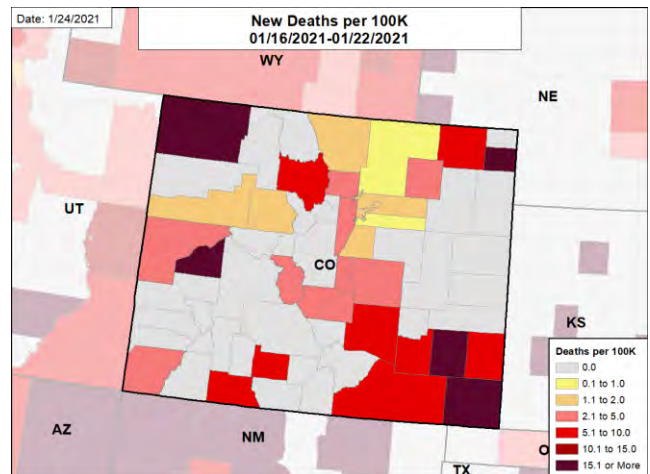 Date: 1/24/2021
New Deaths per 100K
01/16/2021-01/22/2021
WY
NE
UT
CO
KS
AZ
NM
TX
O
Deaths per 100K
0.0
0.1 to 1.0
1.1 to 2.0
2.1 to 5.0
5.1 to 10.0
10.1 to 15.0
15.1 or More